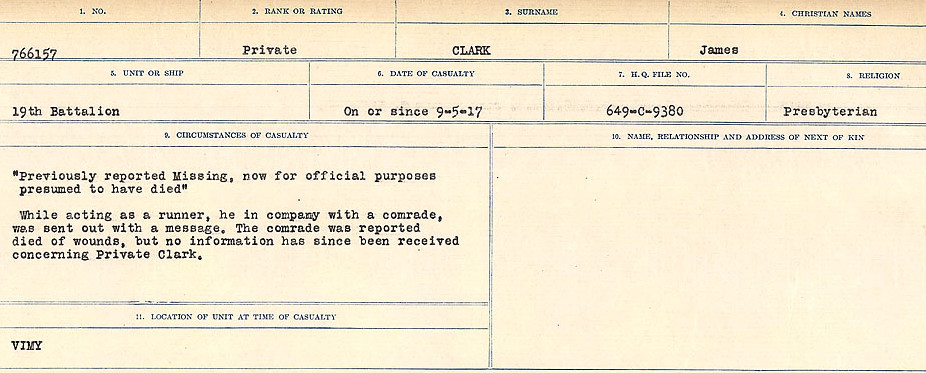 1. NO.
2. RANK OR RATING
3. SURNAME
4. CHRISTIAN NAMES
766157
Private
CLARK
James
5. UNIT OR SHIP
6. DATE OF CASUALTY
7. H.Q. FILE NO.
8. RELIGION
19th Battalion
On or since 9-5-17
649-C-9380
Presbyterian
9. CIRCUMSTANCES OF CASUALTY
10. NAME, RELATIONSHIP AND ADDRESS OF NEXT OF KIN
"Previously reported Missing, now for official purposes
presumed to have died"
While acting as a runner, he in company with a comrade,
was sent out with a message. The comrade was reported
died of wounds, but no information has since been received
concerning Private Clark.
11. LOCATION OF UNIT AT TIME OF CASUALTY
VIMY